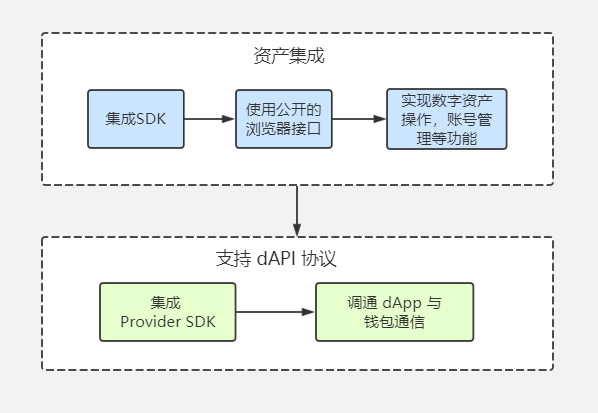 资产集成
集成SDK
使用公开的
浏览器接口
实现数字资产
操作，账号管
理等功能
支持 dAPI 协议
集成
Provider SDK
调通 dApp 与
钱包通信